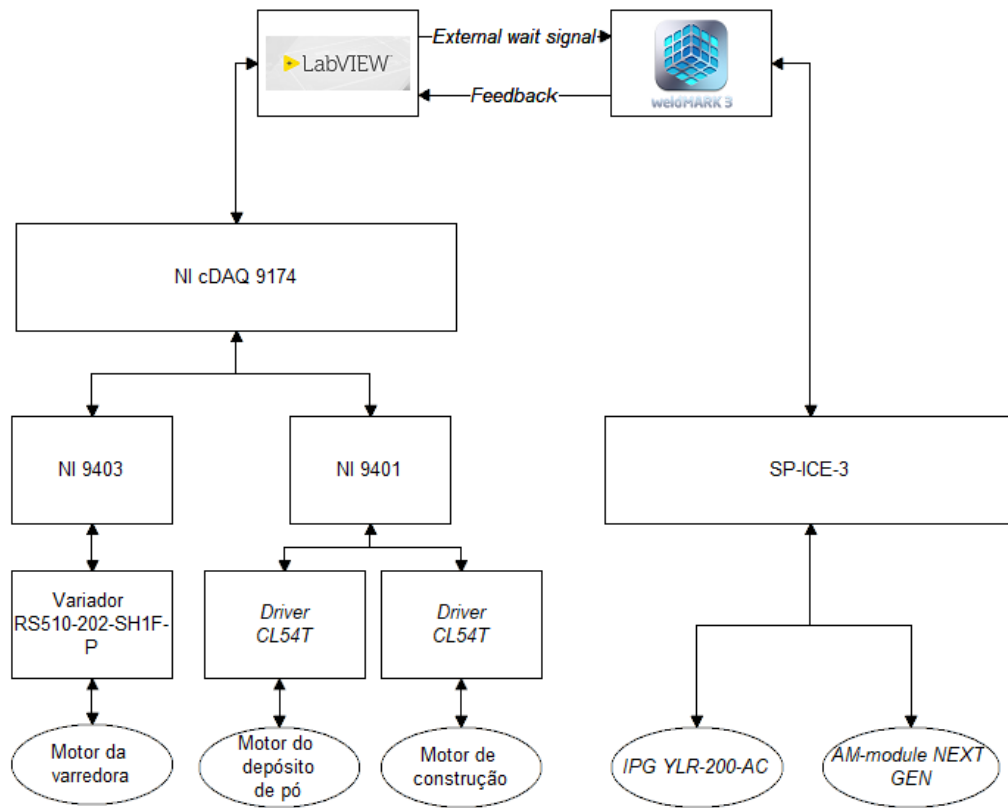 External wait signal
LabVIEW™
Feedback
weldMARK 3
NI cDAQ 9174
NI 9403
NI 9401
SP-ICE-3
Variador
RS510-202-SH1F-
P
Driver
CL54T
Driver
CL54T
Motor da
varredora
Motor do
depósito
de pó
Motor de
construção
IPG YLR-200-AC
AM-module NEXT
GEN